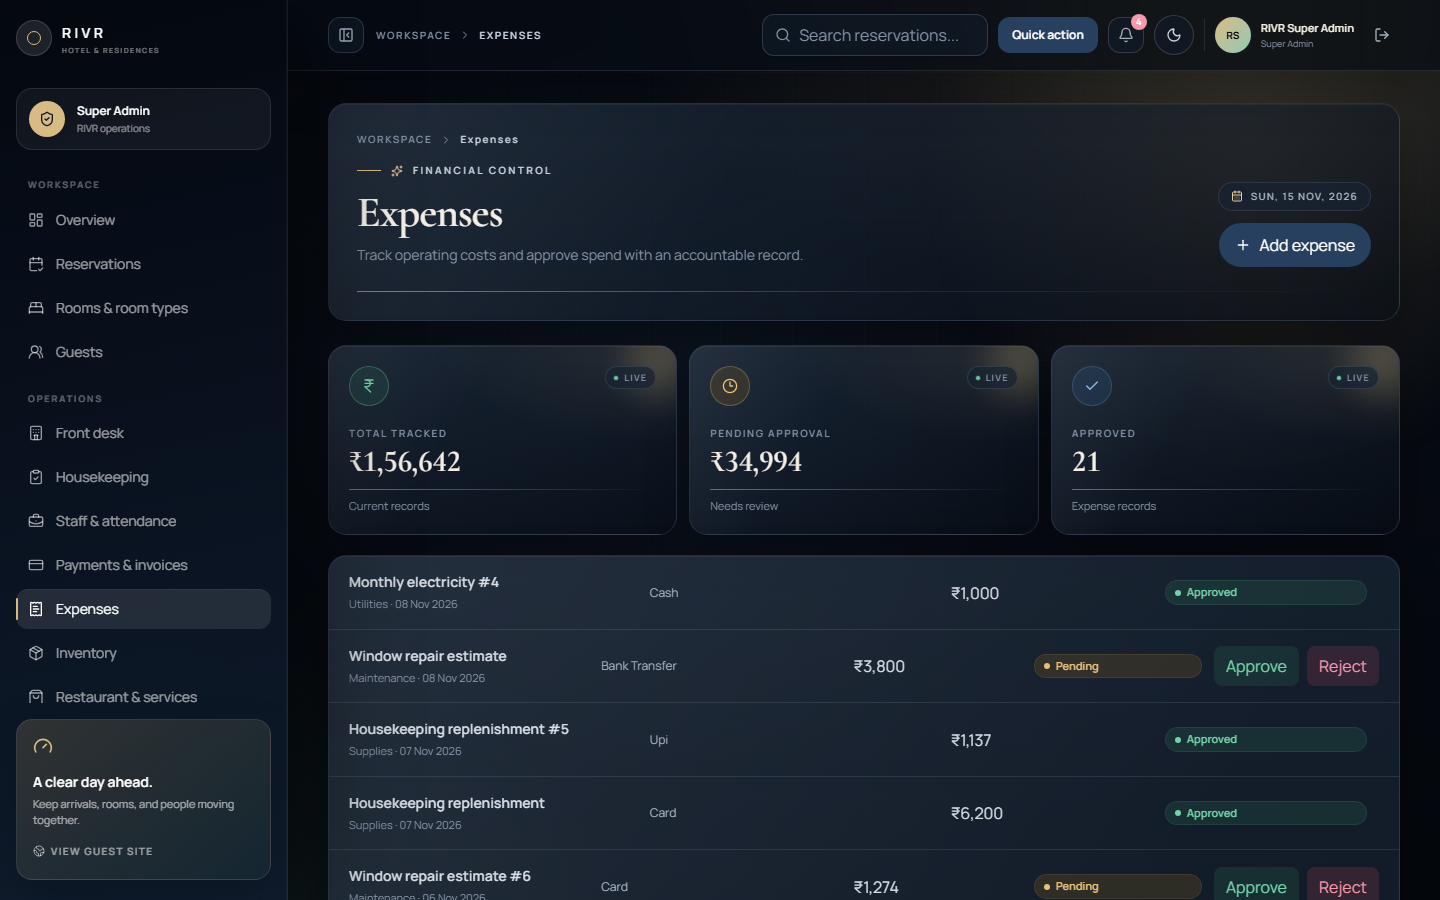 RIVR
HOTEL & RESIDENCES
WORKSPACE > EXPENSES
Search reservations...
Quick action
4
RS
RIVR Super Admin
Super Admin
Super Admin
RIVR operations
WORKSPACE
Overview
Reservations
Rooms & room types
Guests
OPERATIONS
Front desk
Housekeeping
Staff & attendance
Payments & invoices
Expenses
Inventory
Restaurant & services
A clear day ahead.
Keep arrivals, rooms, and people moving
together.
VIEW GUEST SITE
WORKSPACE > Expenses
FINANCIAL CONTROL
Expenses
Track operating costs and approve spend with an accountable record.
SUN, 15 NOV, 2026
+ Add expense
₹
LIVE
TOTAL TRACKED
₹1,56,642
Current records
LIVE
PENDING APPROVAL
₹34,994
Needs review
LIVE
APPROVED
21
Expense records
Monthly electricity #4
Utilities · 08 Nov 2026
Cash
₹1,000
Approved
Window repair estimate
Maintenance · 08 Nov 2026
Bank Transfer
₹3,800
Pending
Approve
Reject
Housekeeping replenishment #5
Supplies · 07 Nov 2026
Upi
₹1,137
Approved
Housekeeping replenishment
Supplies · 07 Nov 2026
Card
₹6,200
Approved
Window repair estimate #6
Maintenance · 06 Nov 2026
Card
₹1,274
Pending
Approve
Reject